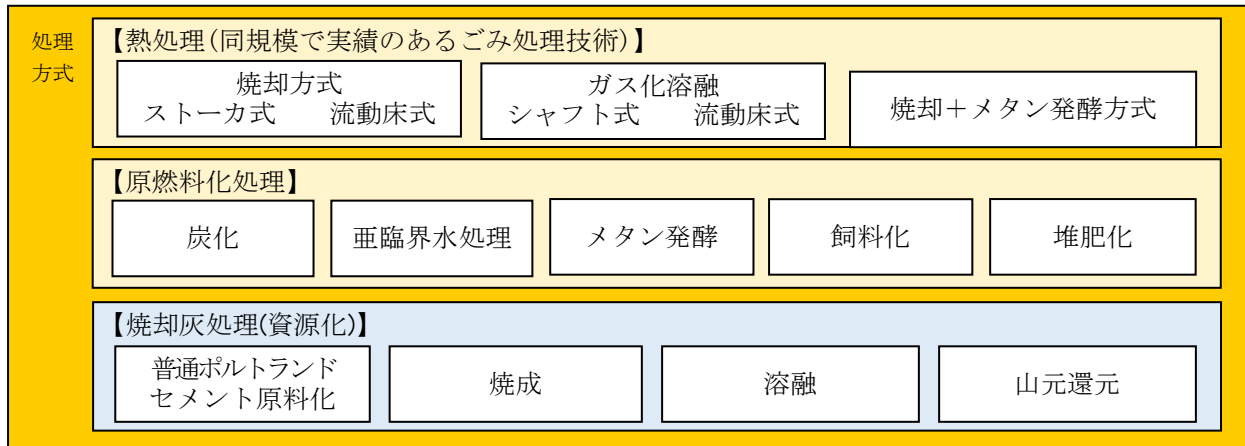 処理
方式
【熱処理(同規模で実績のあるごみ処理技術)】
焼却方式
ストーカ式　　流動床式
ガス化溶融
シャフト式　　流動床式
焼却＋メタン発酵方式
【原燃料化処理】
炭化
亜臨界水処理
メタン発酵
飼料化
堆肥化
【焼却灰処理(資源化)】
普通ポルトランド
セメント原料化
焼成
溶融
山元還元